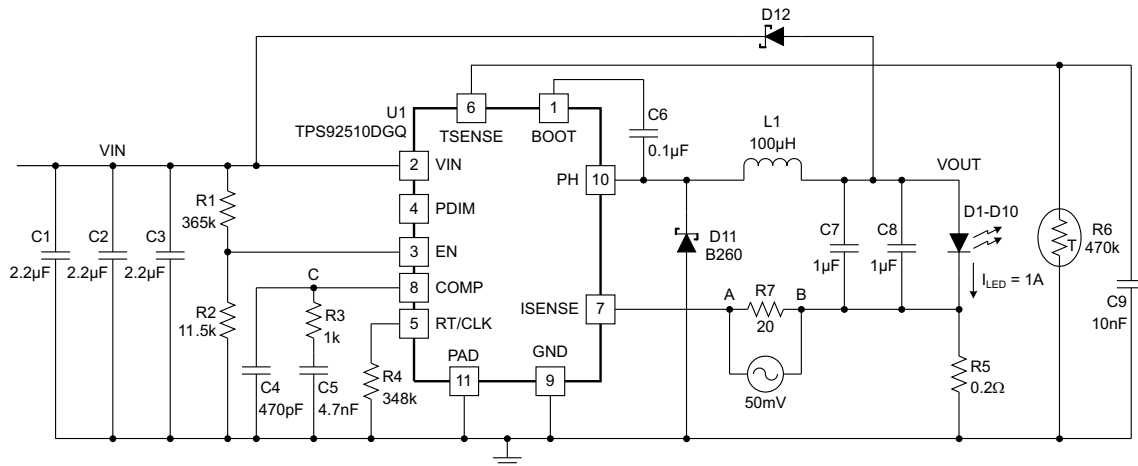 D12
U1
TPS92510DGQ
6
TSENSE
1
BOOT
C6
0.1µF
L1
100µH
VIN
2
VIN
PH
10
VOUT
R1
365k
4
PDIM
D1-D10
C1
2.2µF
C2
2.2µF
C3
2.2µF
3
EN
D11
B260
C7
1µF
C8
1µF
T
R6
470k
C
8
COMP
ISENSE
7
A
R7
20
B
ILED = 1A
C9
10nF
R2
11.5k
R3
1k
5
RT/CLK
C4
470pF
C5
4.7nF
R4
348k
PAD
11
GND
9
50mV
R5
0.2Ω